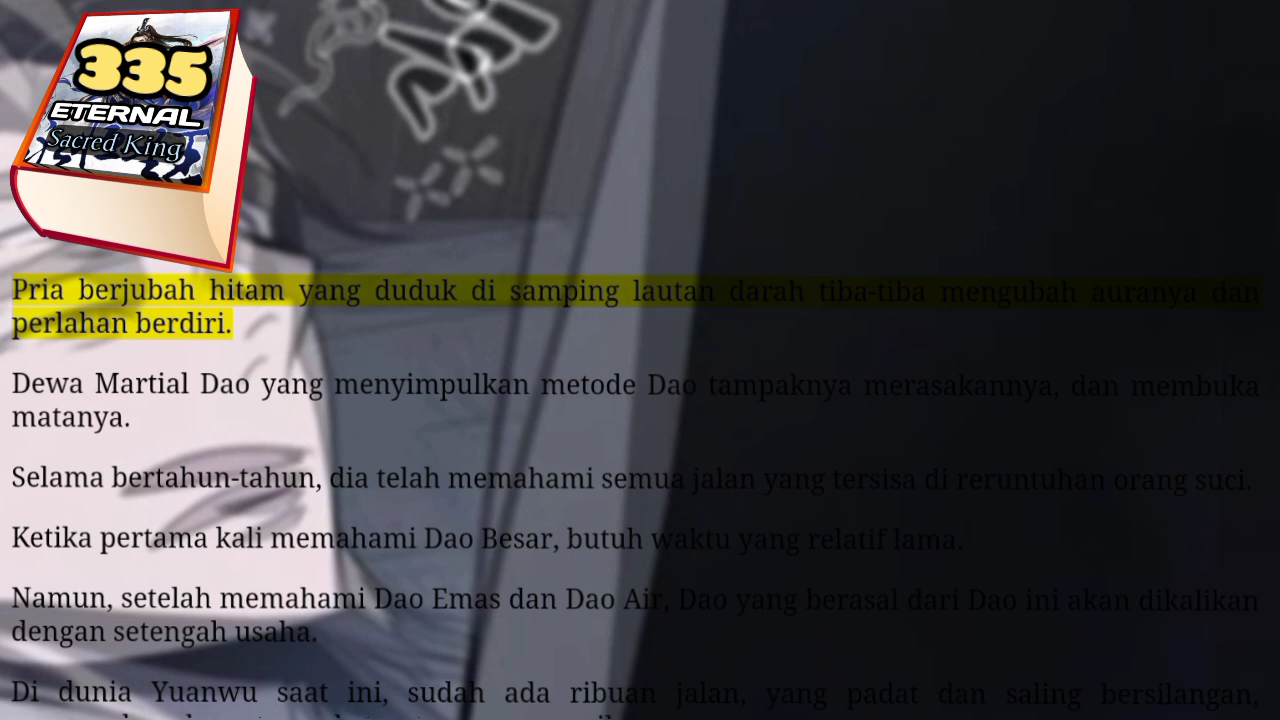 335
ETERNAL
Sacred King
Pria berjubah hitam yang duduk di samping lautan darah tiba-tiba mengubah auranya dan
perlahan berdiri.
Dewa Martial Dao yang menyimpulkan metode Dao tampaknya merasakannya, dan membuka
matanya.
Selama bertahun-tahun, dia telah memahami semua jalan yang tersisa di reruntuhan orang suci.
Ketika pertama kali memahami Dao Besar, butuh waktu yang relatif lama.
Namun, setelah memahami Dao Emas dan Dao Air, Dao yang berasal dari Dao ini akan dikalikan
dengan setengah usaha.
Di dunia Yuanwu saat ini, sudah ada ribuan jalan, yang padat dan saling bersilangan,